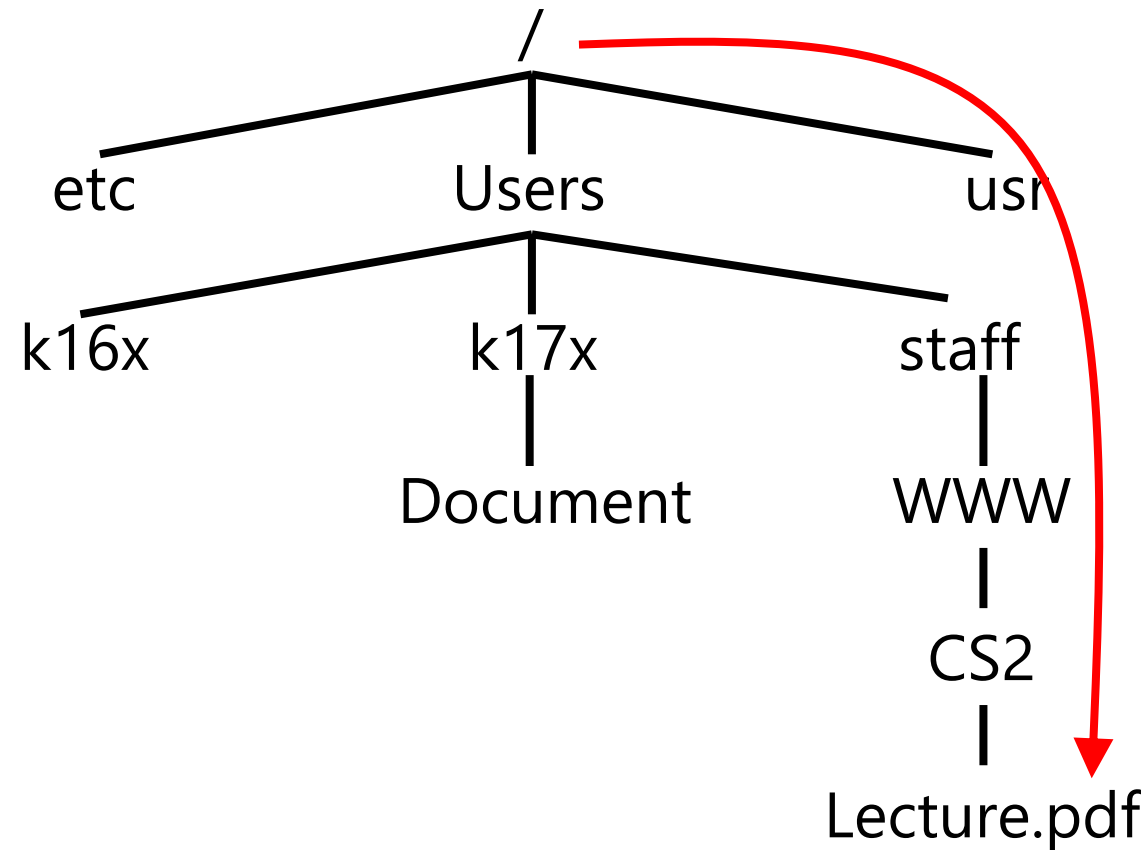 /
etc Users usr
k16x k17x staff
Document WWW
CS2
Lecture.pdf